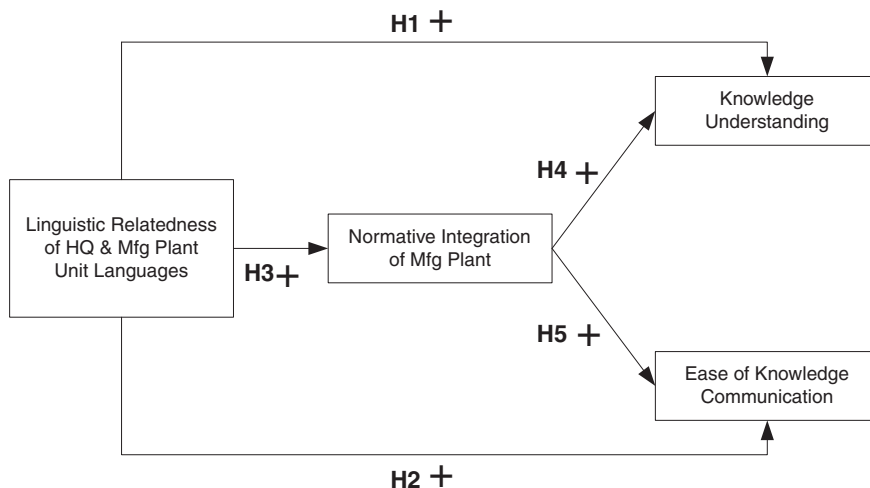 H1 +
Knowledge
Understanding
H4 +
Linguistic Relatedness
of HQ & Mfg Plant
Unit Languages
Normative Integration
of Mfg Plant
H3+
H5 +
Ease of Knowledge
Communication
H2 +